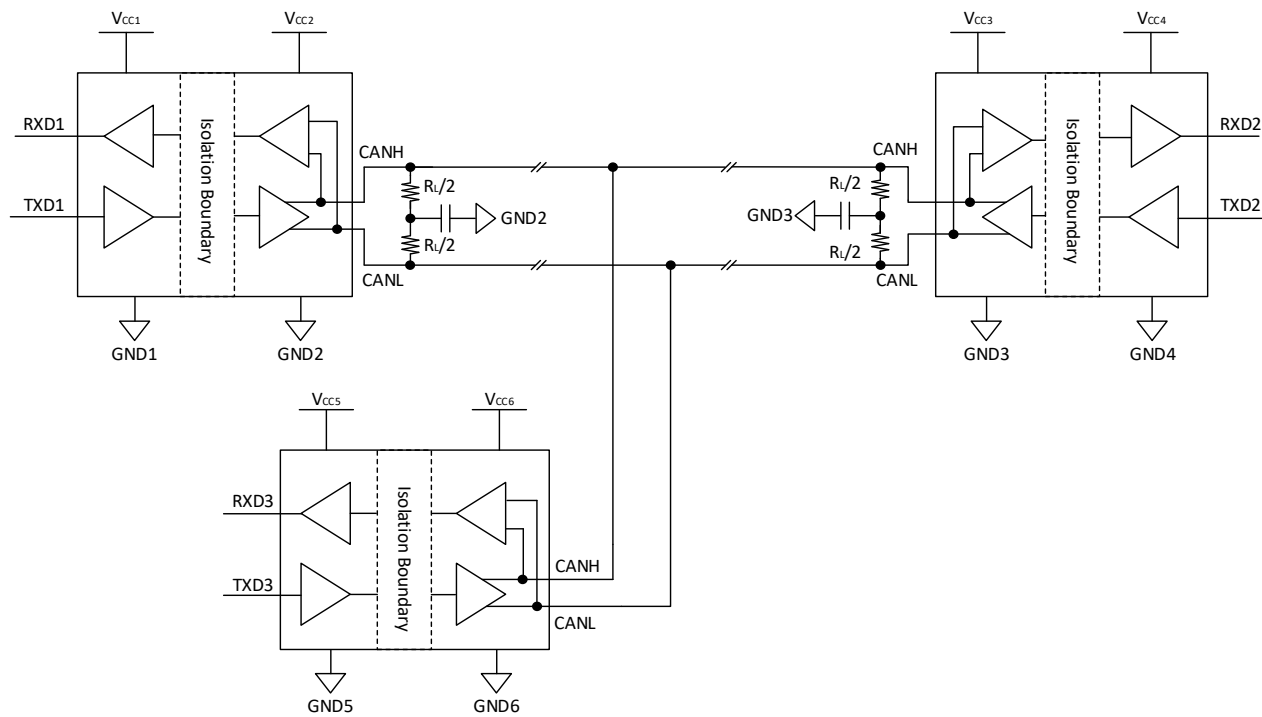 VCC1
VCC2
VCC3
VCC4
RXD1
Isolation Boundary
CANH
CANH
Isolation Boundary
RXD2
RL/2
RL/2
TXD1
GND2
GND3
TXD2
RL/2
RL/2
CANL
CANL
GND1
GND2
GND3
GND4
VCC5
VCC6
RXD3
Isolation Boundary
CANH
TXD3
CANL
GND5
GND6